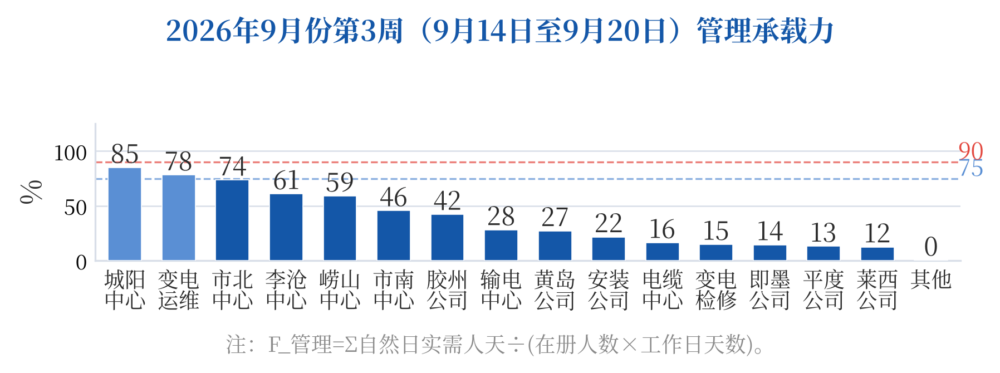 2026年9月份第3周（9月14日至9月20日）管理承载力
%
100
50
0
90
75
85 78 74 61 59 46 42 28 27 22 16 15 14 13 12 0
城阳中心 变电运维 市北中心 李沧中心 崂山中心 市南中心 胶州公司 输电中心 黄岛公司 安装公司 电缆中心 变电检修 即墨公司 平度公司 莱西公司 其他
注：F_管理=Σ自然日实需人天÷(在册人数×工作日天数)。